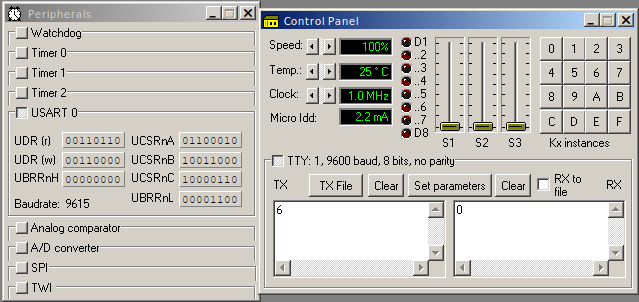 Peripherals
Watchdog
Timer 0
Timer 1
Timer 2
USART 0
UDR (r) 00110110 UCSRnA 01100010
UDR (w) 00110000 UCSRnB 10011000
UBRRnH 00000000 UCSRnC 10000110
Baudrate: 9615 UBRRnL 00001100
Analog comparator
A/D converter
SPI
TWI
Control Panel
Speed: 100%
Temp.: 25°C
Clock: 1.0 MHz
Micro Idd: 2.2 mA
D1
..2
..3
..4
..5
..6
..7
D8
S1 S2 S3
0 1 2 3
4 5 6 7
8 9 A B
C D E F
Kx instances
TTY: 1, 9600 baud, 8 bits, no parity
TX TX File Clear Set parameters Clear RX to file RX
6
0